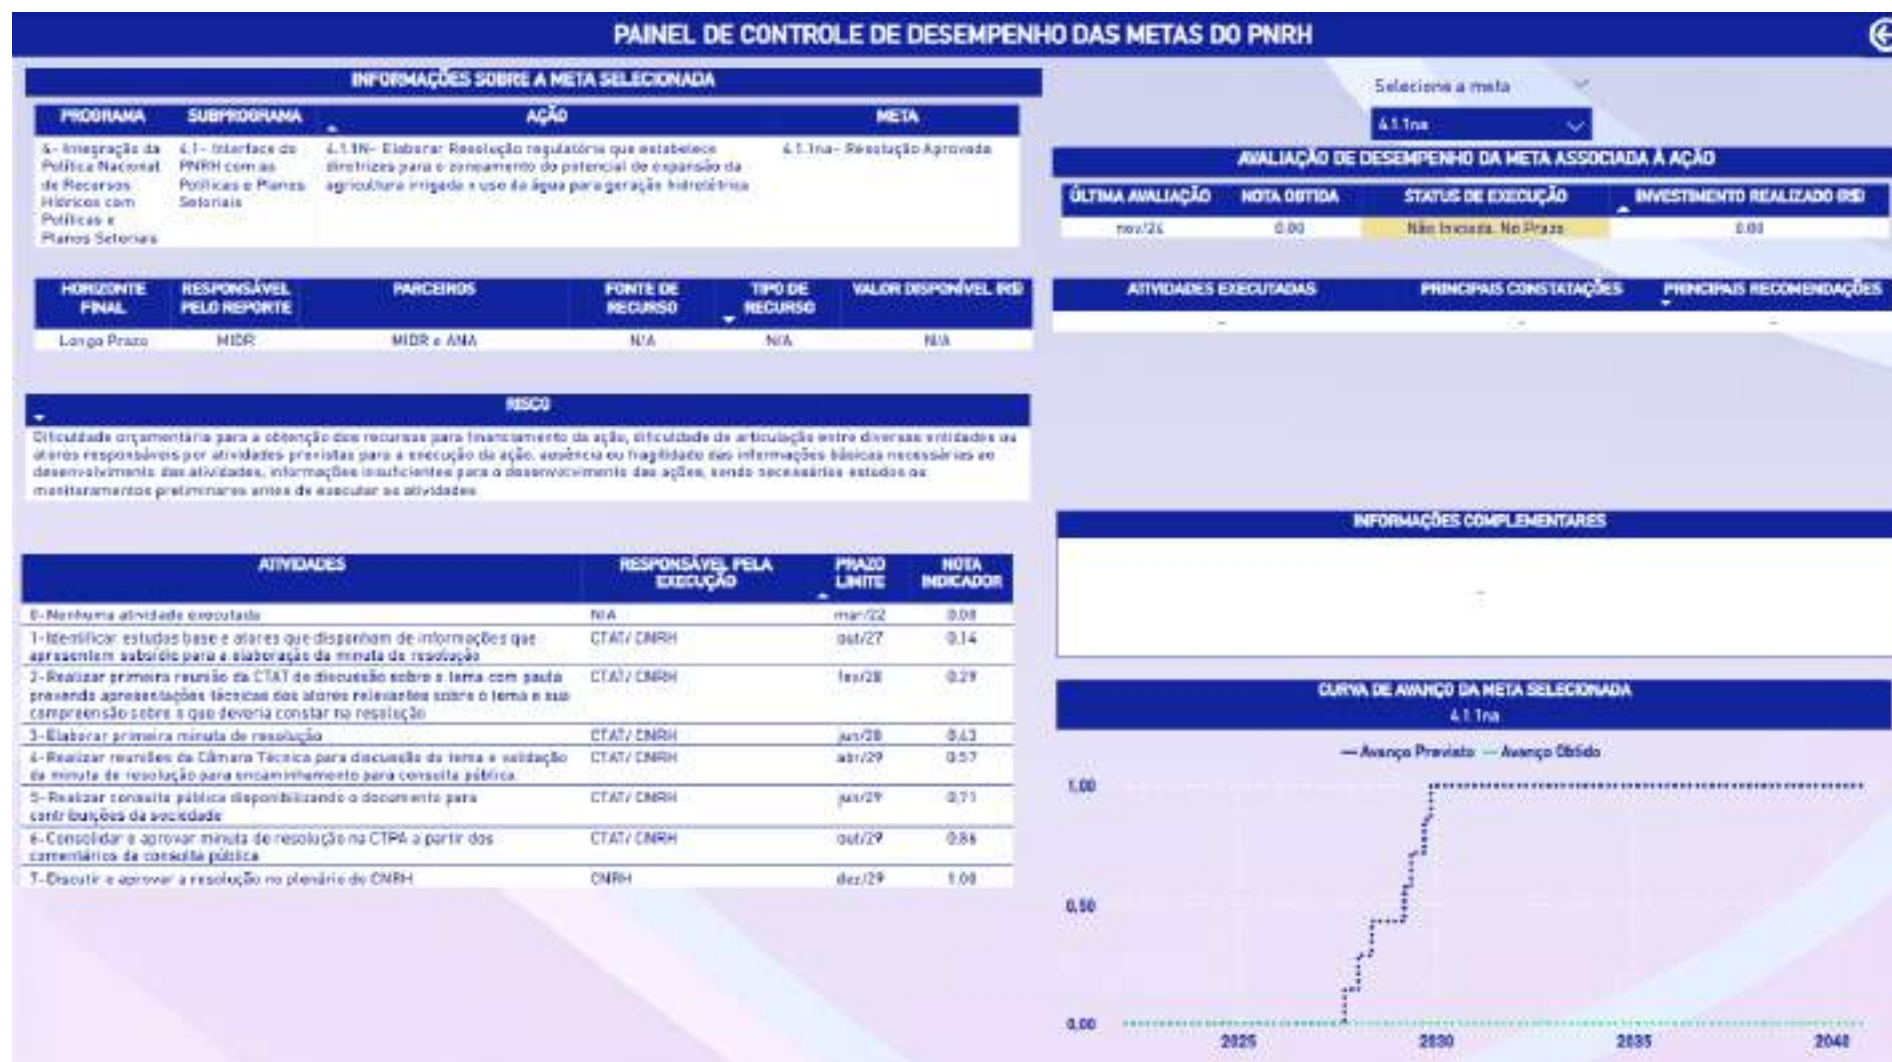 PAINEL DE CONTROLE DE DESEMPENHO DAS METAS DO PNRH
INFORMAÇÕES SOBRE A META SELECIONADA
PROGRAMA SUBPROGRAMA AÇÃO META
4- Integração da Política Nacional de Recursos Hídricos com Políticas e Planos Setoriais
4.1- Interface do PNRH com as Políticas e Planos Setoriais
4.1.1N- Elaborar Resolução regulatória que estabelece
diretrizes para o zoneamento do potencial de expansão da
agricultura irrigada x uso da água para geração hidrelétrica
4.1.1na- Resolução Aprovada
HORIZONTE FINAL RESPONSÁVEL PELO REPORTE PARCEIROS FONTE DE RECURSO TIPO DE RECURSO VALOR DISPONÍVEL (R$)
Longo Prazo MIDR MIDR e ANA N/A N/A N/A
RISCO
Dificuldade orçamentária para a obtenção dos recursos para financiamento da ação, dificuldade de articulação entre diversas entidades ou
atores responsáveis por atividades previstas para a execução da ação, ausência ou fragilidade das informações básicas necessárias ao
desenvolvimento das atividades, informações insuficientes para o desenvolvimento das ações, sendo necessários estudos ou
monitoramentos preliminares antes de executar as atividades
ATIVIDADES RESPONSÁVEL PELA EXECUÇÃO PRAZO LIMITE NOTA INDICADOR
0-Nenhuma atividade executada N/A mar/22 0.00
1-Identificar estudos base e atores que disponham de informações que CTAT/ CNRH out/27 0.14
apresentem subsídio para a elaboração da minuta de resolução
2-Realizar primeira reunião da CTAT de discussão sobre o tema com pauta CTAT/ CNRH fev/28 0.29
prevendo apresentações técnicas dos atores relevantes sobre o tema e sua
compreensão sobre o que deveria constar na resolução
3-Elaborar primeira minuta de resolução CTAT/ CNRH jun/28 0.43
4-Realizar reuniões da Câmara Técnica para discussão do tema e validação CTAT/ CNRH abr/29 0.57
da minuta de resolução para encaminhamento para consulta pública.
5-Realizar consulta pública disponibilizando o documento para CTAT/ CNRH jun/29 0.71
contribuições da sociedade
6-Consolidar e aprovar minuta de resolução na CTPA a partir dos CTAT/ CNRH out/29 0.86
comentários da consulta pública
7-Discutir e aprovar a resolução no plenário do CNRH CNRH dez/29 1.00
Selecione a meta
4.1.1na
AVALIAÇÃO DE DESEMPENHO DA META ASSOCIADA À AÇÃO
ÚLTIMA AVALIAÇÃO NOTA OBTIDA STATUS DE EXECUÇÃO INVESTIMENTO REALIZADO (R$)
nov/24 0.00 Não Iniciada. No Prazo 0.00
ATIVIDADES EXECUTADAS PRINCIPAIS CONSTATAÇÕES PRINCIPAIS RECOMENDAÇÕES
- - -
INFORMAÇÕES COMPLEMENTARES
-
CURVA DE AVANÇO DA META SELECIONADA
4.1.1na
Avanço Previsto Avanço Obtido
1,00
0,50
0,00
2025 2030 2035 2040